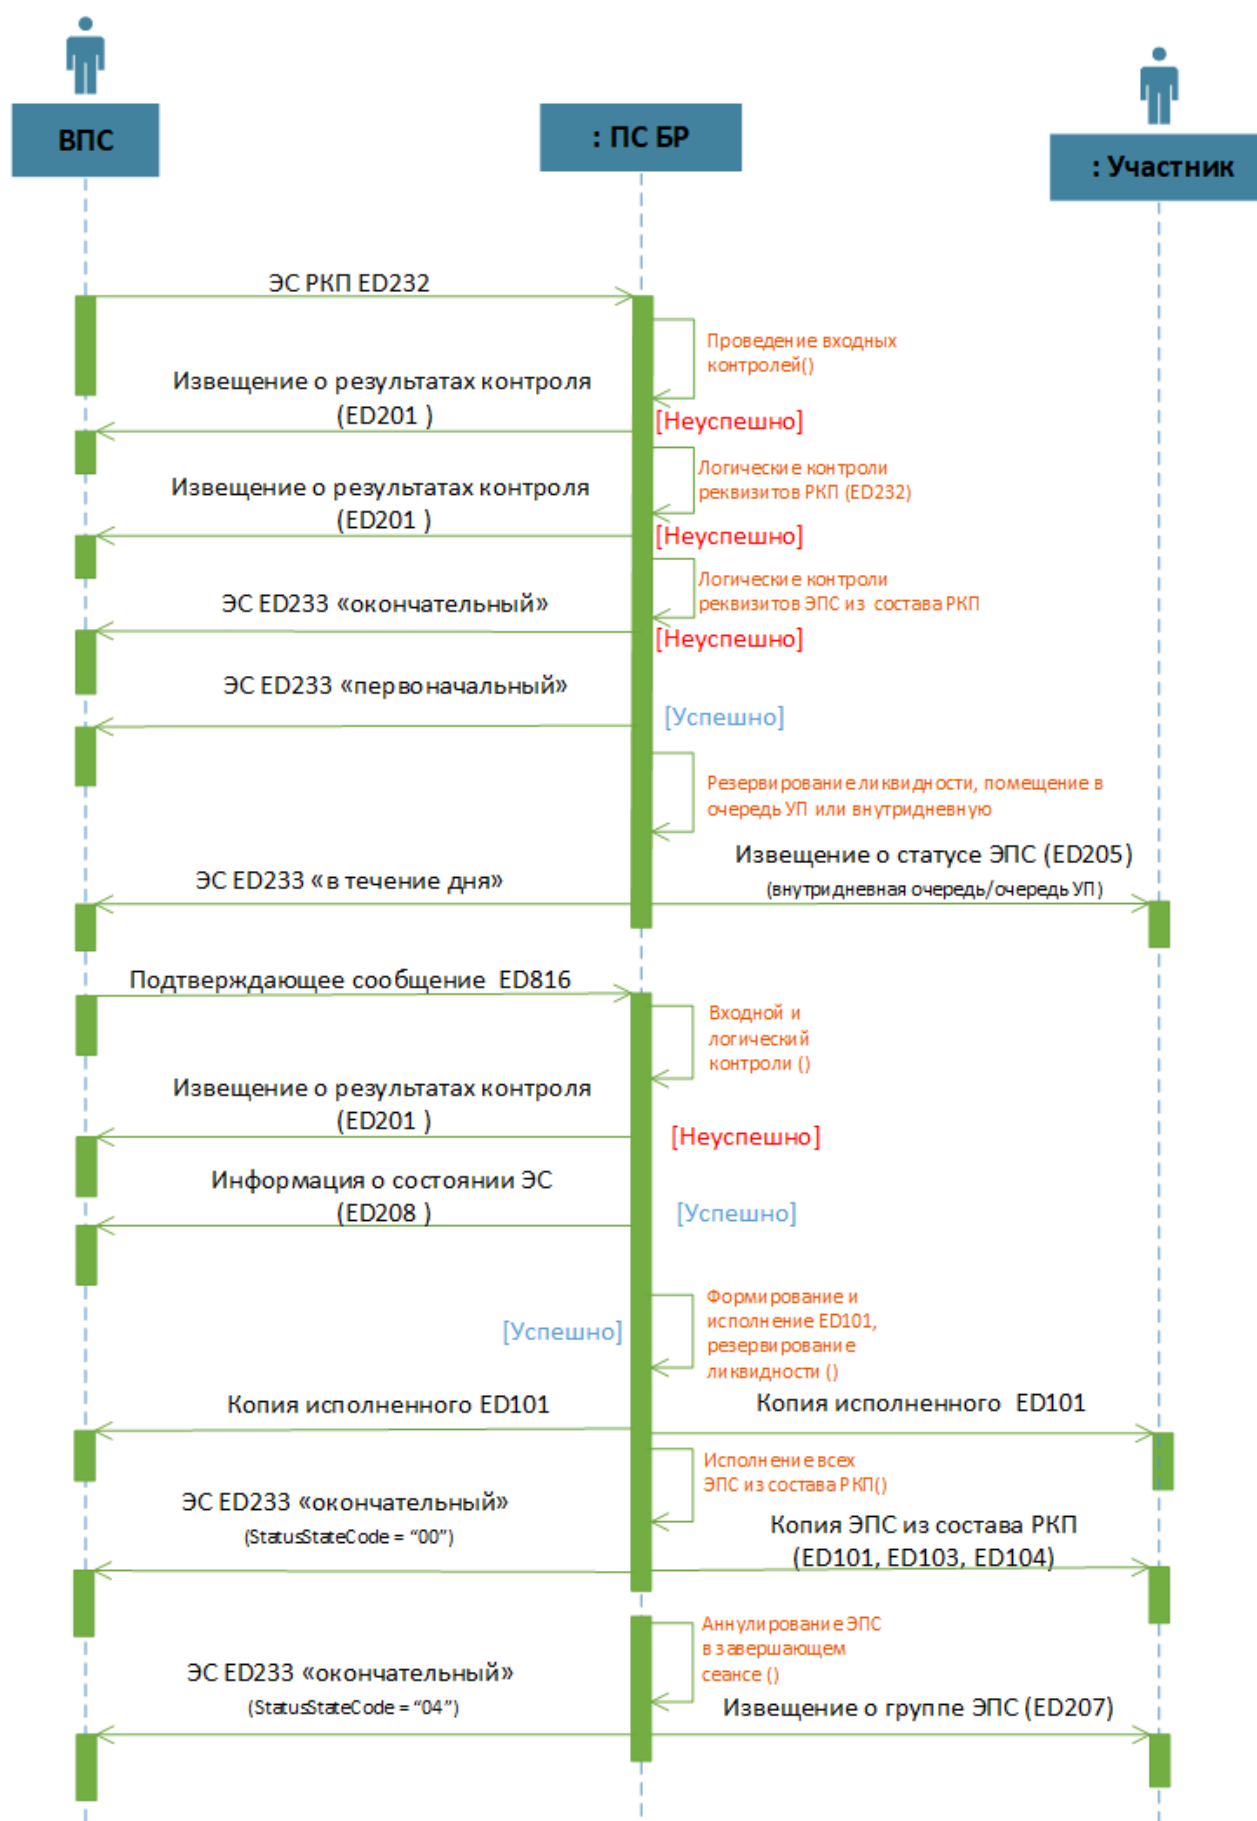 ВПС
: ПС БР
: Участник
ЭС РКП ED232
Проведение входных
контролей()
Извещение о результатах контроля
(ED201 )
[Неуспешно]
Логические контроли
реквизитов РКП (ED232)
Извещение о результатах контроля
(ED201 )
[Неуспешно]
Логические контроли
реквизитов ЭПС из состава РКП
ЭС ED233 «окончательный»
[Неуспешно]
ЭС ED233 «первоначальный»
[Успешно]
Резервирование ликвидности, помещение в
очередь УП или внутридневную
Извещение о статусе ЭПС (ED205)
(внутридневная очередь/очередь УП)
ЭС ED233 «в течение дня»
Подтверждающее сообщение ED816
Входной и
логический
контроли ()
Извещение о результатах контроля
(ED201 )
[Неуспешно]
Информация о состоянии ЭС
(ED208 )
[Успешно]
Формирование и
исполнение ED101,
резервирование
ликвидности ()
[Успешно]
Копия исполненного ED101
Копия исполненного ED101
Исполнение всех
ЭПС из состава РКП()
ЭС ED233 «окончательный»
(StatusStateCode = “00”)
Копия ЭПС из состава РКП
(ED101, ED103, ED104)
Аннулирование ЭПС
в завершающем
сеансе ()
ЭС ED233 «окончательный»
(StatusStateCode = “04”)
Извещение о группе ЭПС (ED207)